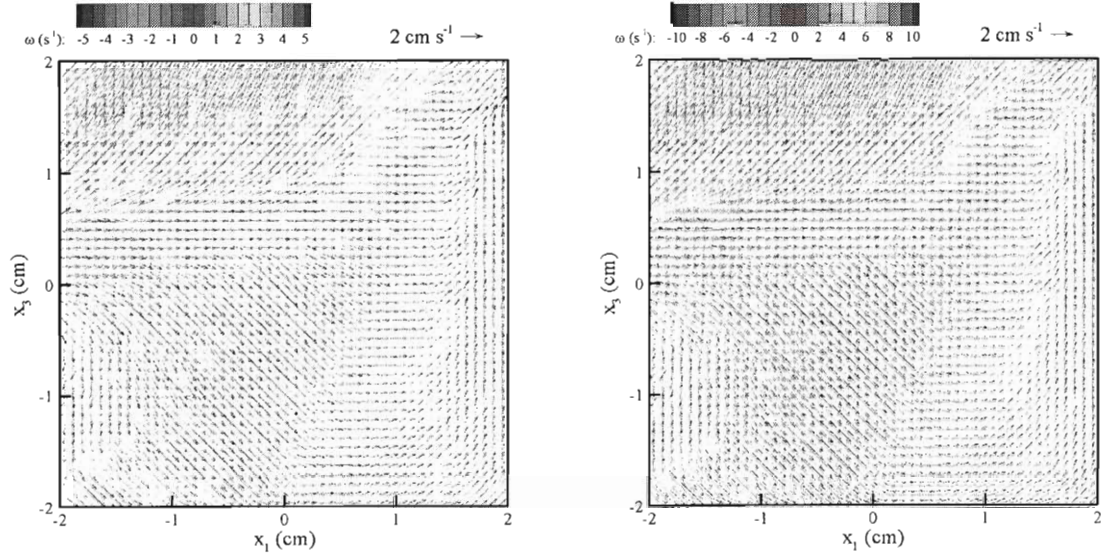 ω (s⁻¹): -5 -4 -3 -2 -1 0 1 2 3 4 5
2 cm s⁻¹ →
2
1
0
-1
-2
x₃ (cm)
-2 -1 0 1 2
x₁ (cm)
ω (s⁻¹): -10 -8 -6 -4 -2 0 2 4 6 8 10
2 cm s⁻¹ →
2
1
0
-1
-2
x₃ (cm)
-2 -1 0 1 2
x₁ (cm)